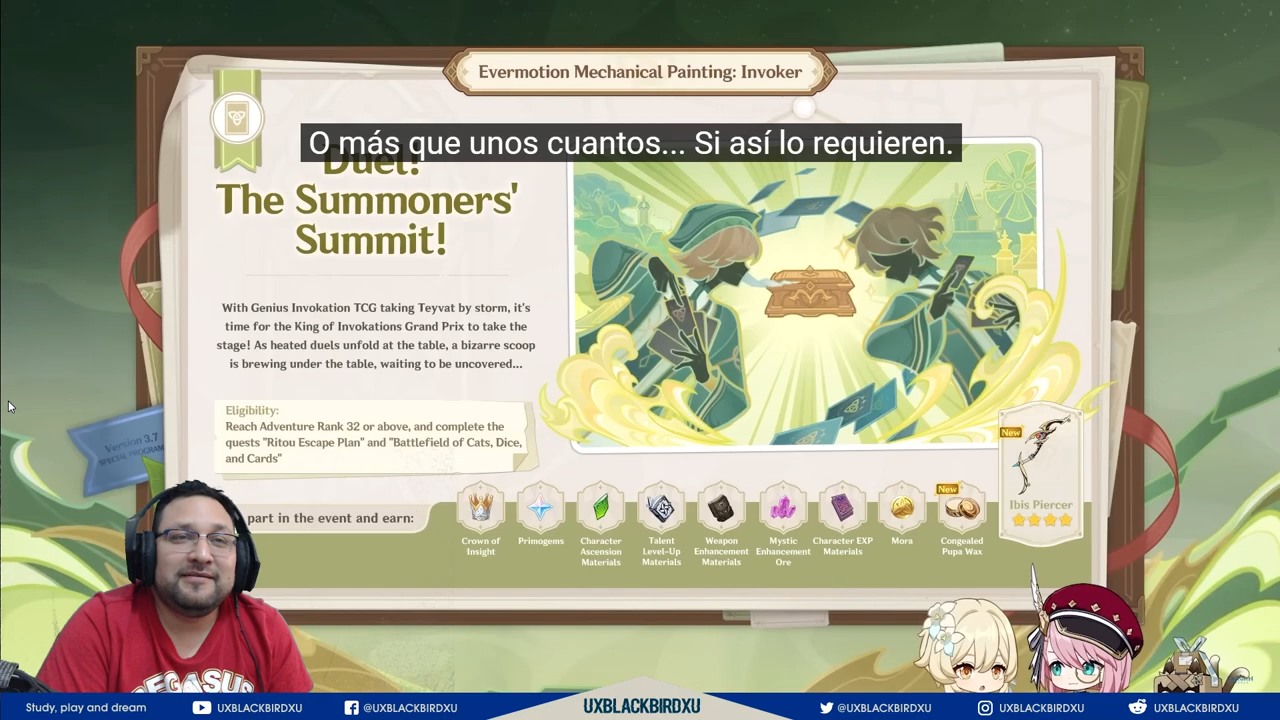 Evermotion Mechanical Painting: Invoker
O más que unos cuantos... Si así lo requieren.
Duel!
The Summoners'
Summit!
With Genius Invokation TCG taking Teyvat by storm, it's
time for the King of Invokations Grand Prix to take the
stage! As heated duels unfold at the table, a bizarre scoop
is brewing under the table, waiting to be uncovered...
Eligibility:
Reach Adventure Rank 32 or above, and complete the
quests "Ritou Escape Plan" and "Battlefield of Cats, Dice,
and Cards"
Version 3.7
SPECIAL PROGRAM
New
Ibis Piercer
part in the event and earn:
New
Crown of
Insight
Primogems
Character
Ascension
Materials
Talent
Level-Up
Materials
Weapon
Enhancement
Materials
Mystic
Enhancement
Ore
Character EXP
Materials
Mora
Congealed
Pupa Wax
PEGASUS
Study, play and dream
UXBLACKBIRDXU
@UXBLACKBIRDXU
UXBLACKBIRDXU
@UXBLACKBIRDXU
UXBLACKBIRDXU
UXBLACKBIRDXU